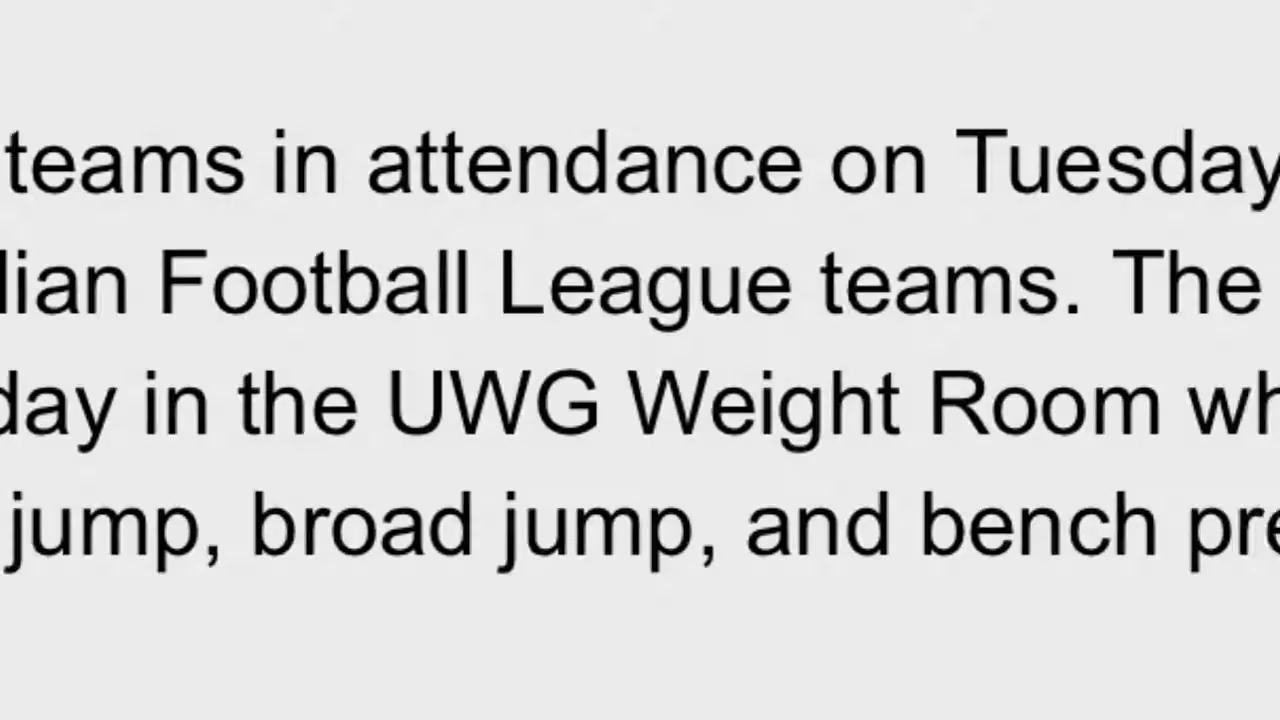 teams in attendance on Tuesday
lian Football League teams. The
day in the UWG Weight Room wh
jump, broad jump, and bench pre